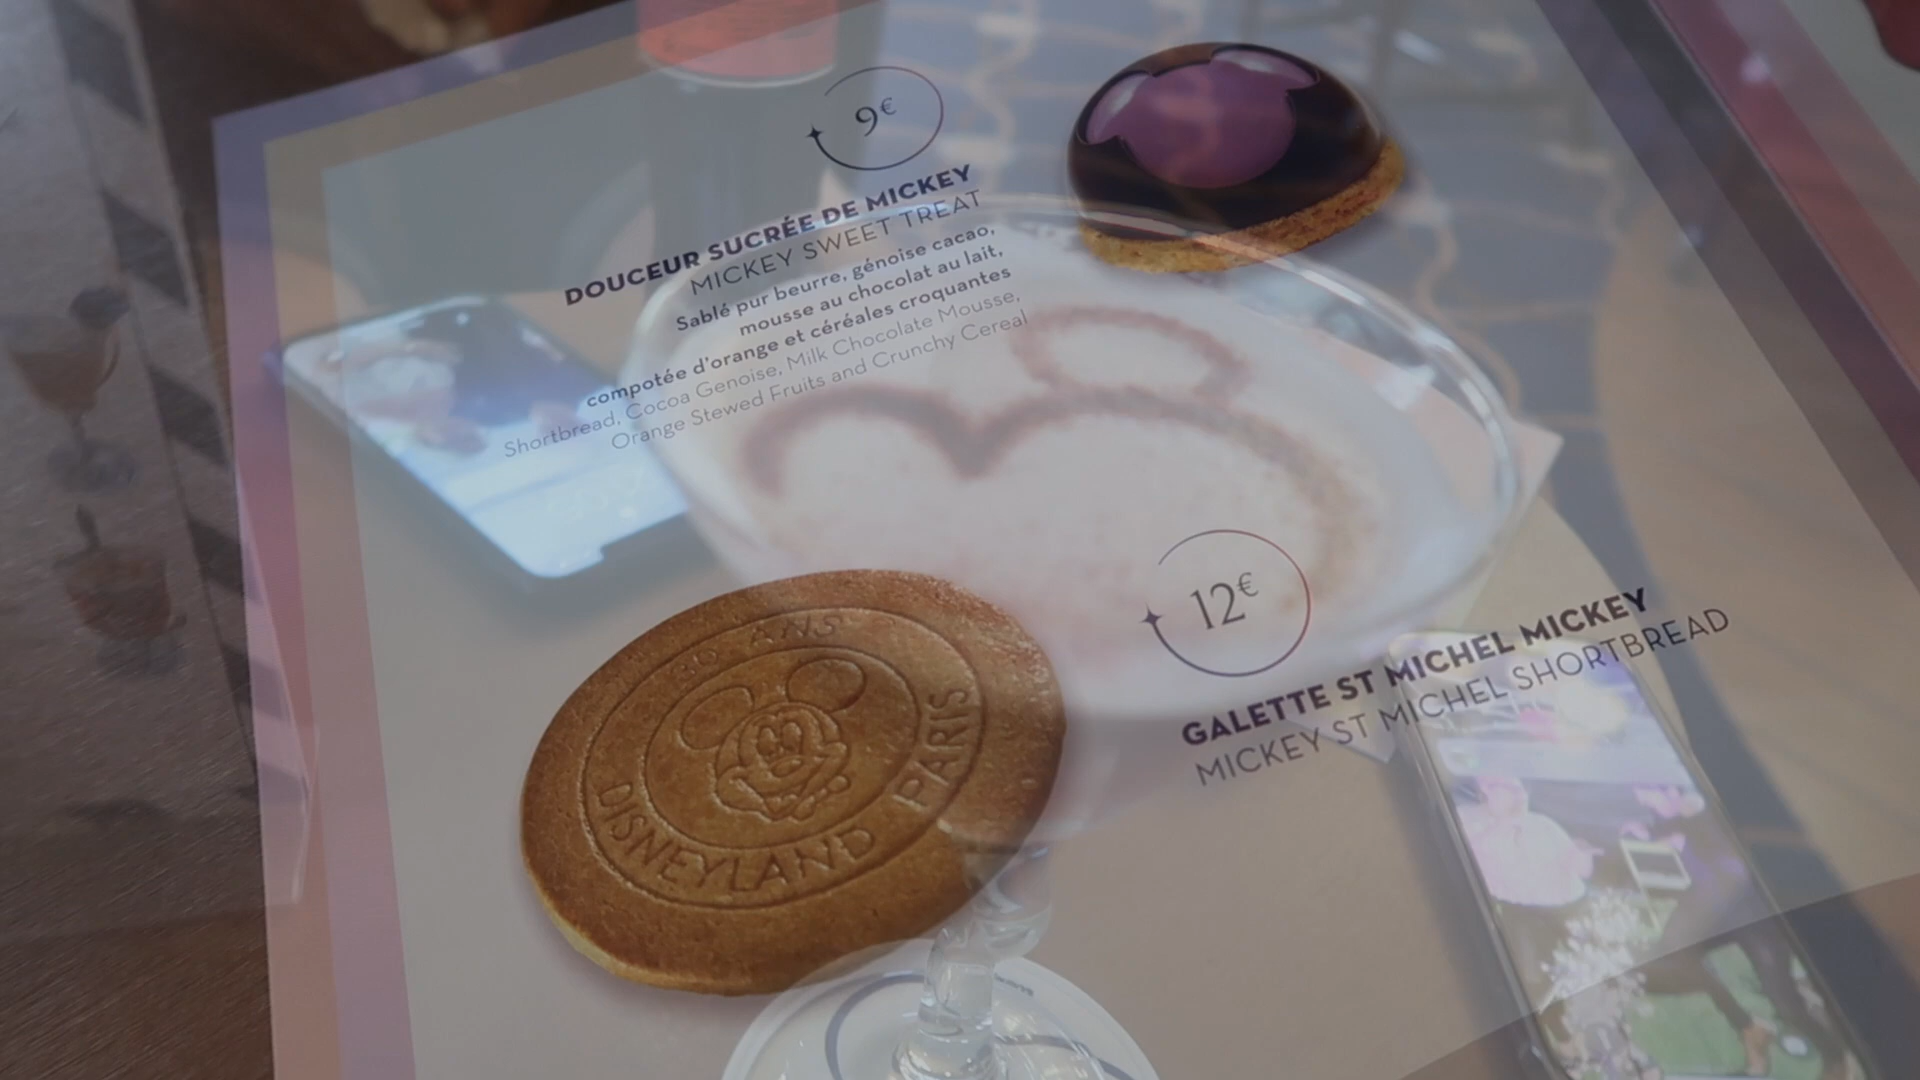 9€
DOUCEUR SUCRÉE DE MICKEY
MICKEY SWEET TREAT
Sablé pur beurre, génoise cacao,
mousse au chocolat au lait,
compotée d'orange et céréales croquantes
Shortbread, Cocoa Genoise, Milk Chocolate Mousse,
Orange Stewed Fruits and Crunchy Cereal
12€
GALETTE ST MICHEL MICKEY
MICKEY ST MICHEL SHORTBREAD
30 ANS
DISNEYLAND PARIS